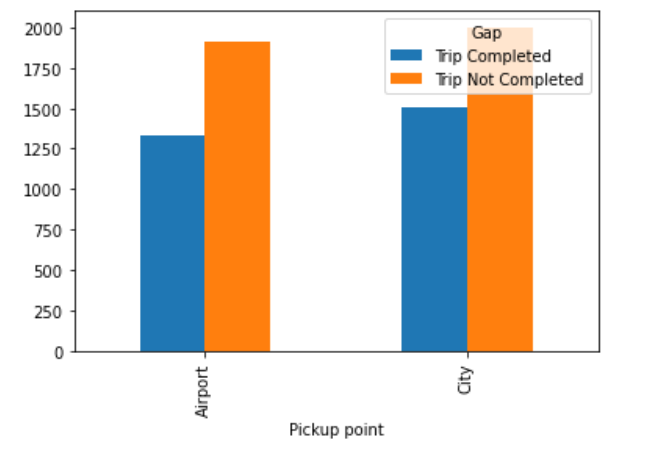 2000
1750
1500
1250
1000
750
500
250
0
Gap
Trip Completed
Trip Not Completed
Airport
City
Pickup point